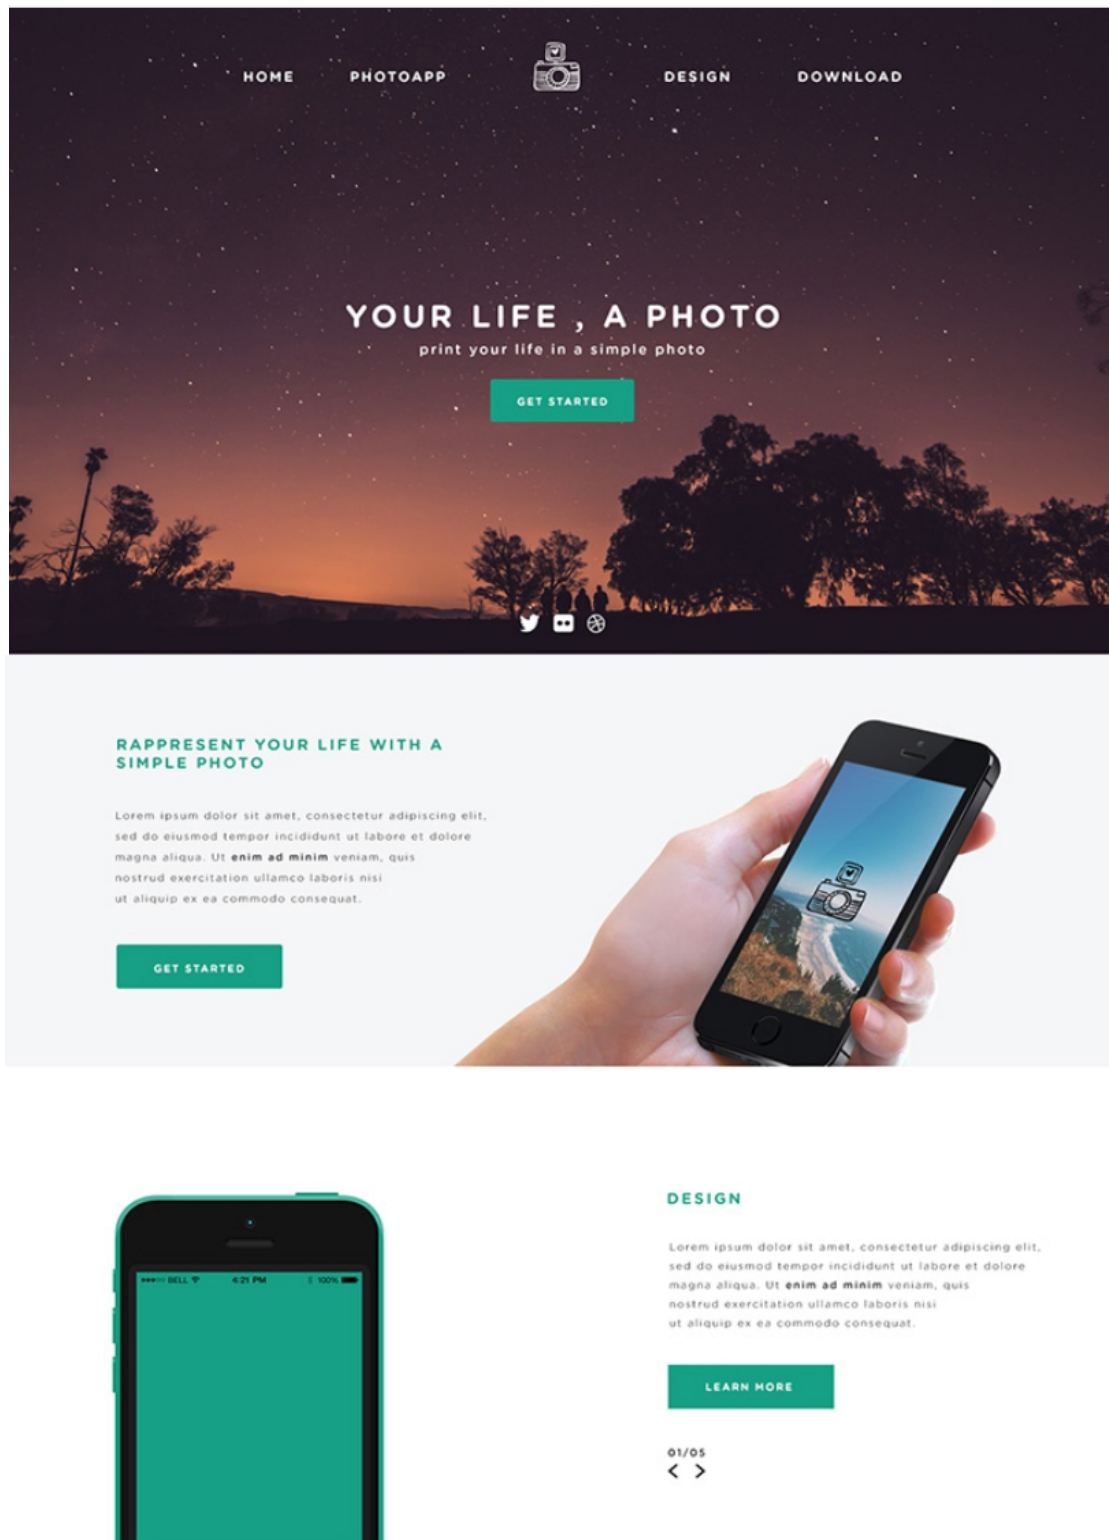 HOME PHOTOAPP DESIGN DOWNLOAD
YOUR LIFE , A PHOTO
print your life in a simple photo
GET STARTED
RAPPRESENT YOUR LIFE WITH A
SIMPLE PHOTO
Lorem ipsum dolor sit amet, consectetur adipiscing elit,
sed do eiusmod tempor incididunt ut labore et dolore
magna aliqua. Ut enim ad minim veniam, quis
nostrud exercitation ullamco laboris nisi
ut aliquip ex ea commodo consequat.
GET STARTED
BELL 4:21 PM 100%
DESIGN
Lorem ipsum dolor sit amet, consectetur adipiscing elit,
sed do eiusmod tempor incididunt ut labore et dolore
magna aliqua. Ut enim ad minim veniam, quis
nostrud exercitation ullamco laboris nisi
ut aliquip ex ea commodo consequat.
LEARN MORE
01/05
< >